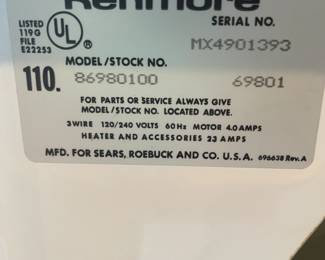 Kenmore
LISTED
119G
FILE
E22253
UL
®
SERIAL NO.
MX4901393
MODEL/STOCK NO.
110. 86980100 69801
FOR PARTS OR SERVICE ALWAYS GIVE
MODEL/STOCK NO. LOCATED ABOVE.
3WIRE 120/240 VOLTS 60Hz MOTOR 4.0AMPS
HEATER AND ACCESSORIES 23 AMPS
MFD. FOR SEARS, ROEBUCK AND CO. U.S.A. 696638 Rev.A